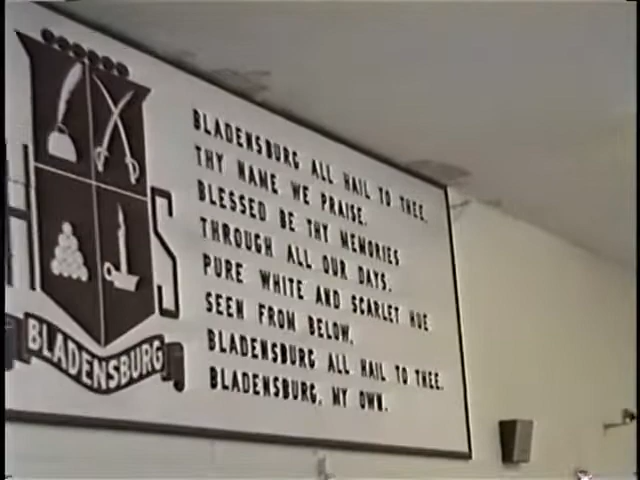 BLADENSBURG ALL HAIL TO THEE,
THY NAME WE PRAISE.
BLESSED BE THY MEMORIES
THROUGH ALL OUR DAYS.
PURE WHITE AND SCARLET HUE
SEEN FROM BELOW,
BLADENSBURG ALL HAIL TO THEE.
BLADENSBURG, MY OWN.
H S
BLADENSBURG